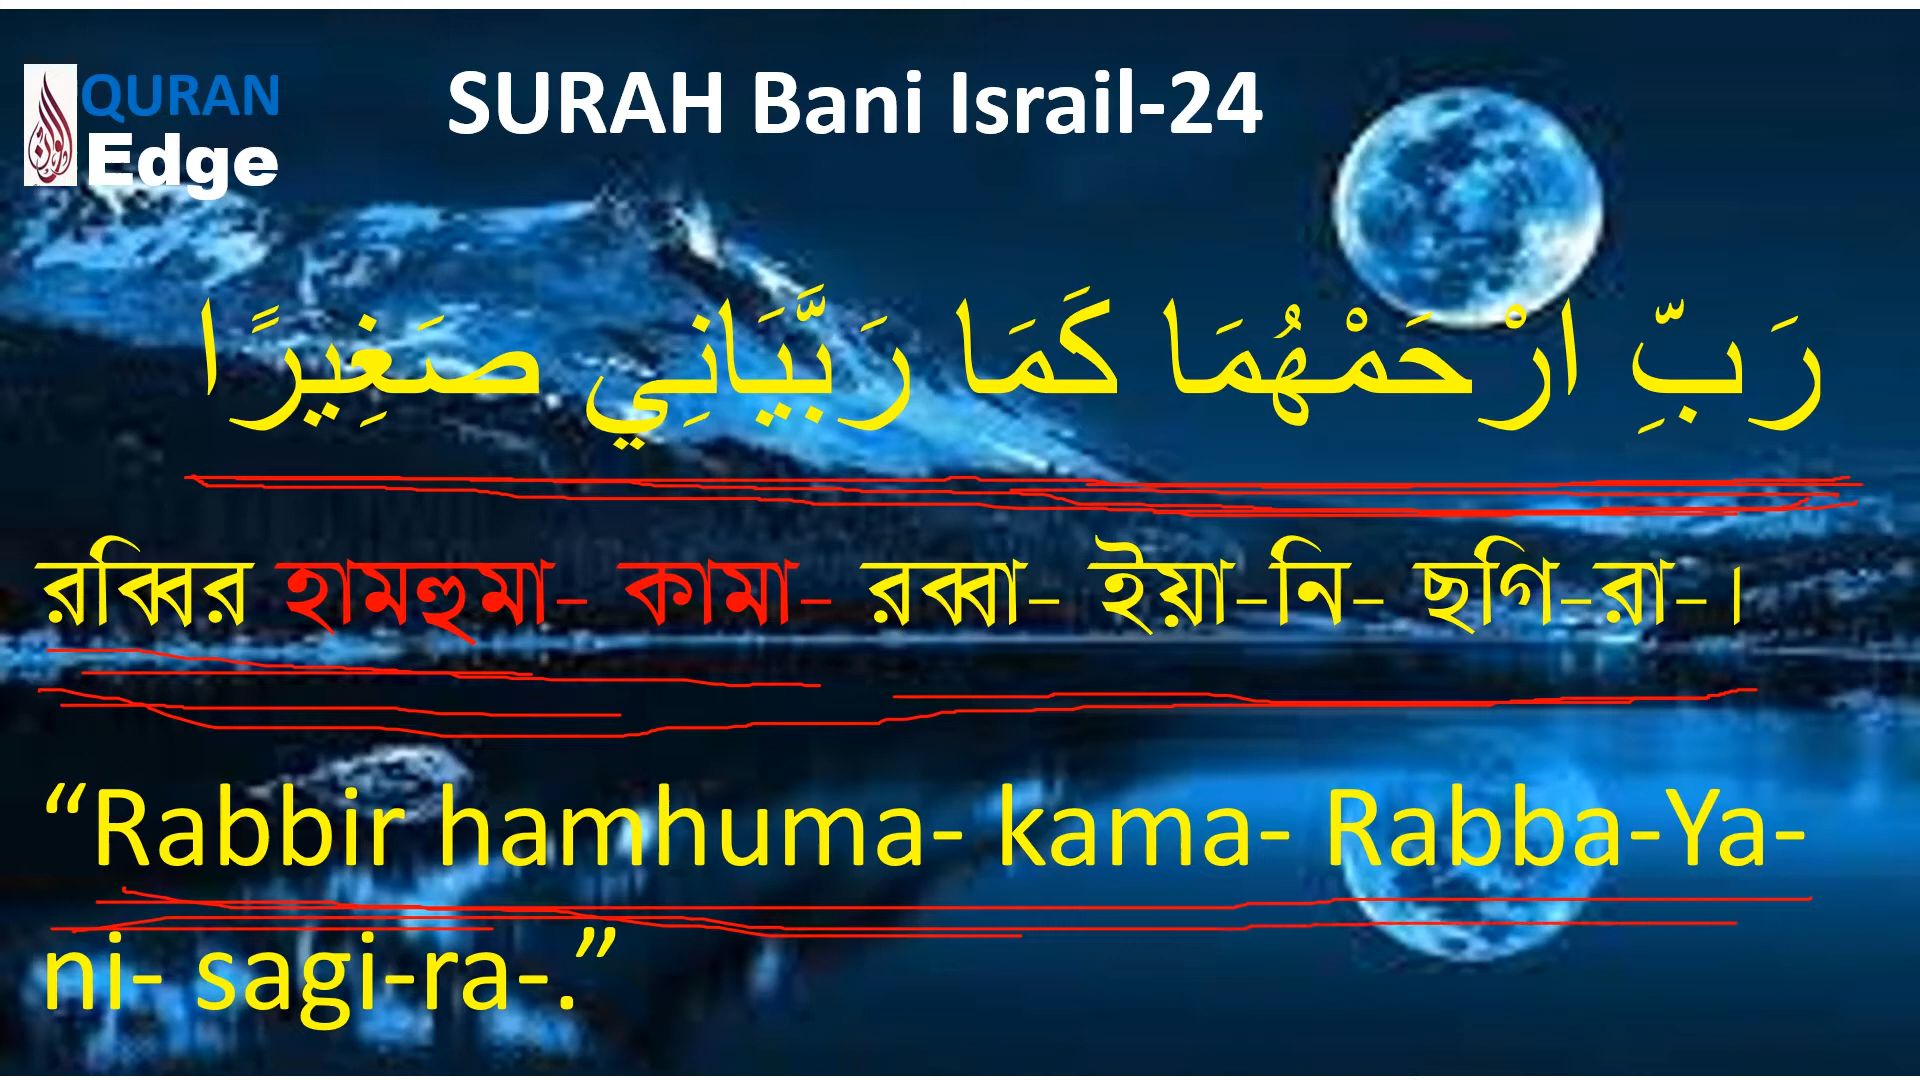 QURAN
Edge
SURAH Bani Israil-24
رَبِّ ارْحَمْهُمَا كَمَا رَبَّيَانِي صَغِيرًا
রব্বির হামহুমা- কামা- রব্বা- ইয়া-নি- ছগি-রা-।
“Rabbir hamhuma- kama- Rabba-Ya-
ni- sagi-ra-.”